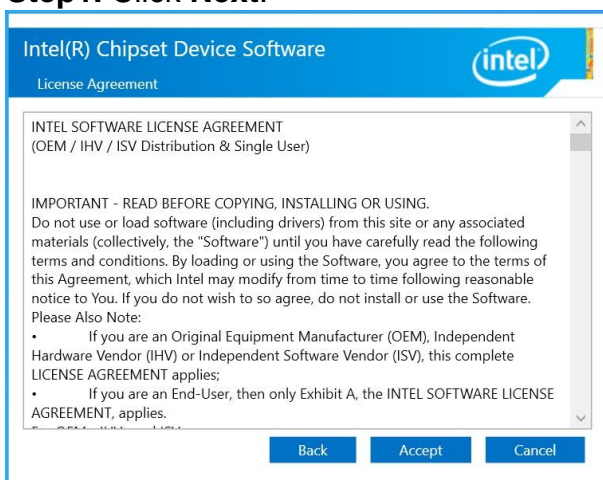 Step1: Click Next.
Intel(R) Chipset Device Software
intel
License Agreement
INTEL SOFTWARE LICENSE AGREEMENT
(OEM / IHV / ISV Distribution & Single User)
IMPORTANT - READ BEFORE COPYING, INSTALLING OR USING.
Do not use or load software (including drivers) from this site or any associated
materials (collectively, the "Software") until you have carefully read the following
terms and conditions. By loading or using the Software, you agree to the terms of
this Agreement, which Intel may modify from time to time following reasonable
notice to You. If you do not wish to so agree, do not install or use the Software.
Please Also Note:
• If you are an Original Equipment Manufacturer (OEM), Independent
Hardware Vendor (IHV) or Independent Software Vendor (ISV), this complete
LICENSE AGREEMENT applies;
• If you are an End-User, then only Exhibit A, the INTEL SOFTWARE LICENSE
AGREEMENT, applies.
Back Accept Cancel